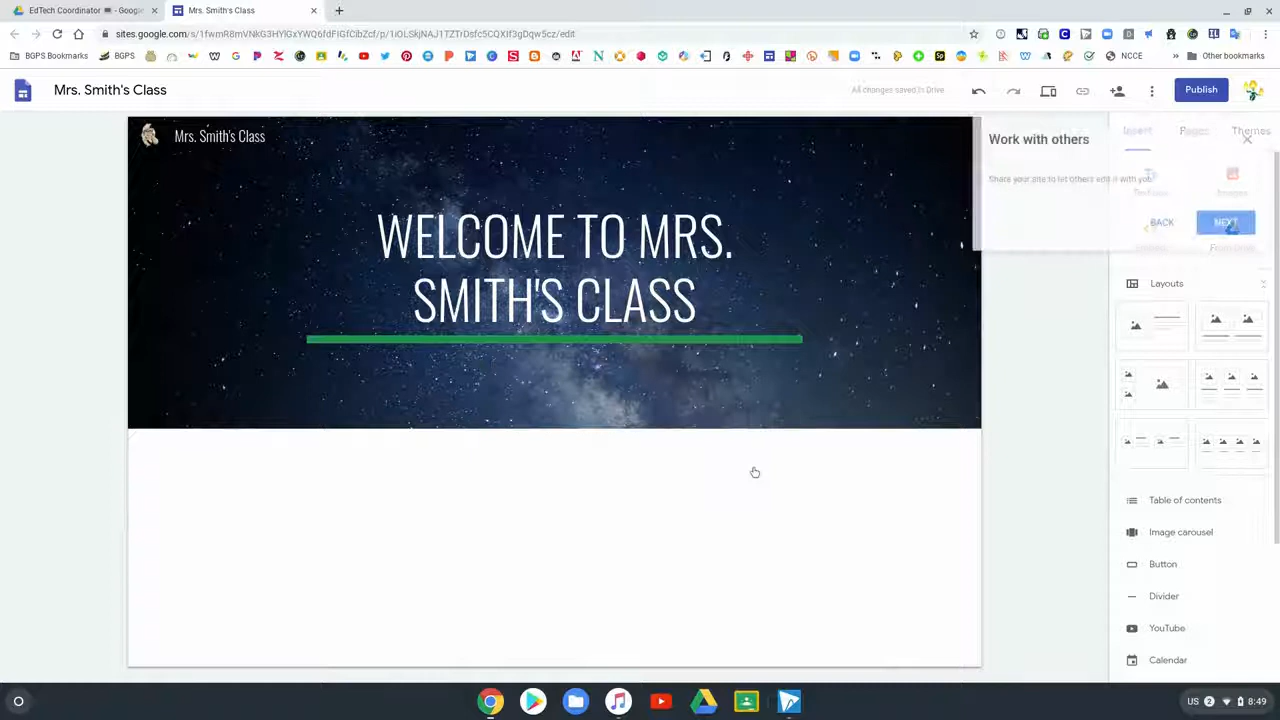 EdTech Coordinator 💻 - Google
Mrs. Smith's Class
sites.google.com/s/1fwmR8mVNkG3HYlGxYWQ6fdFiGfCibZcf/p/1iOLSkjNAJ1TZTrDsfc5CQXIf3gDqw5cz/edit
BGPS Bookmarks
BGPS
NCCE
Other bookmarks
Mrs. Smith's Class
All changes saved in Drive
Publish
Mrs. Smith's Class
WELCOME TO MRS.
SMITH'S CLASS
Work with others
Share your site to let others edit it with you
BACK
NEXT
Insert
Pages
Themes
Images
Layouts
Table of contents
Image carousel
Button
Divider
YouTube
Calendar
US
2
8:49